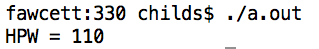 fawcett:330 childs$ ./a.out
HPW = 110